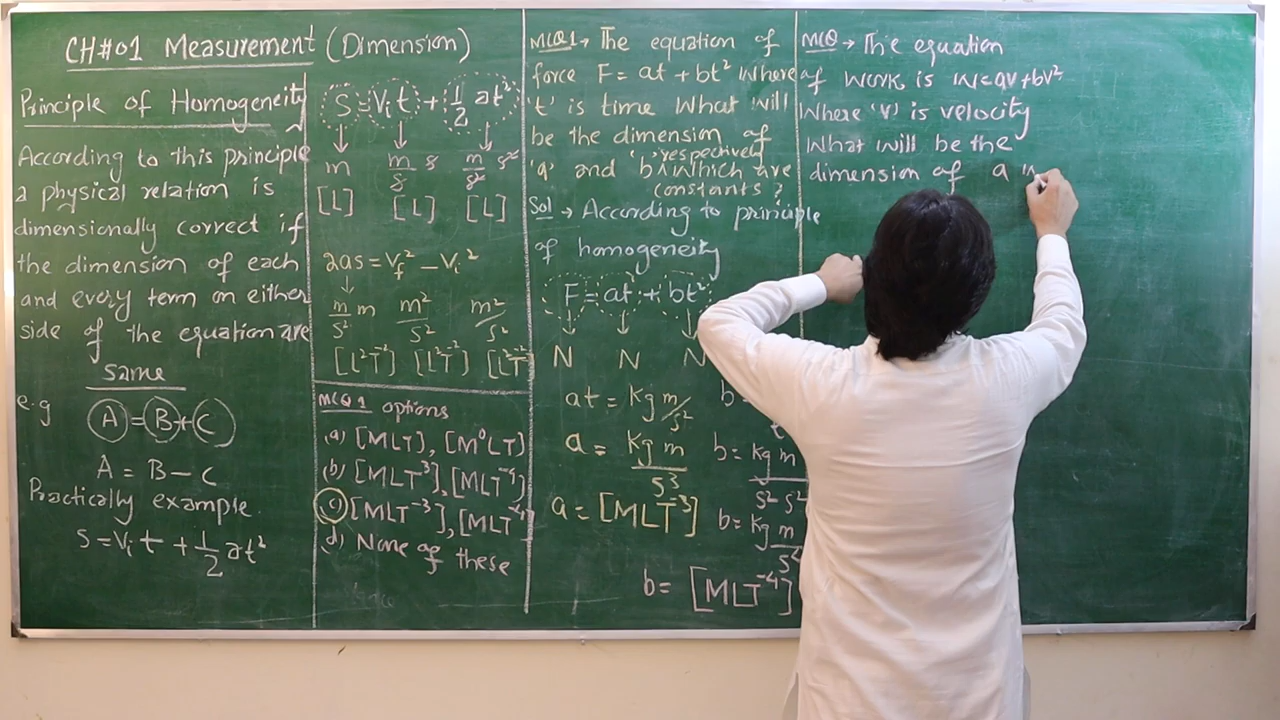 CH#01 Measurement (Dimension)
Principle of Homogeneity
According to this principle
a physical relation is
dimensionally correct if
the dimension of each
and every term on either
side of the equation are
same
e.g
A = B + C
A = B − C
Practically example
S = Vᵢt + 1/2 at²
S = Vᵢt + 1/2 at²
↓ ↓ ↓
m m/s s m/s² s²
[L] [L] [L]
2as = Vf² − Vᵢ²
↓
m/s² m m²/s² m²/s²
[L²T⁻²] [L²T⁻²] [L²T⁻²]
MCQ1 options
(a) [MLT], [M⁰LT]
(b) [MLT³], [MLT⁻⁴]
(c) [MLT⁻³], [MLT⁻⁴]
(d) None of these
MCQ1 → The equation of
force F = at + bt² Where
't' is time What will
be the dimension of
'a' and 'b' respectively which are
constants ?
Sol → According to principle
of homogeneity
F = at + bt²
↓ ↓ ↓
N N N
at = Kg m/s² b =
a = Kg m/s³ b = Kg m/s² s²
a = [MLT⁻³] b = Kg m/s⁴
b = [MLT⁻⁴]
MCQ → The equation
of work is w = av + bv²
Where 'v' is velocity
What will be the
dimension of a